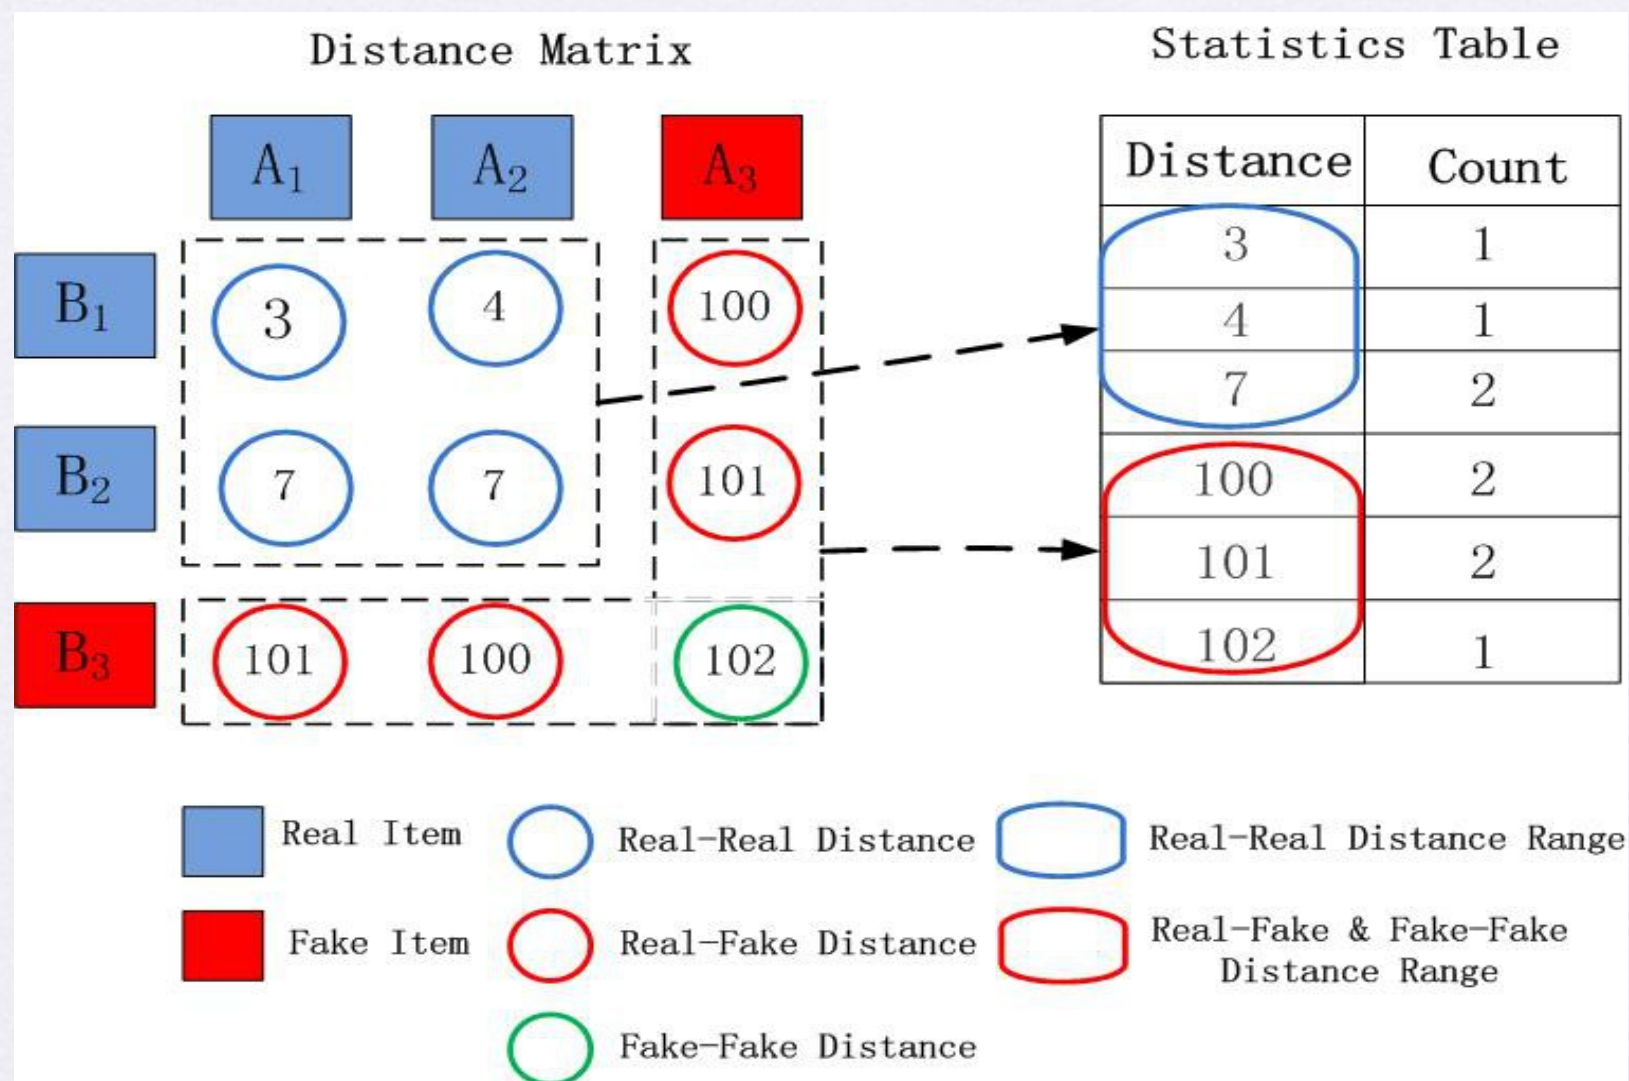 Distance Matrix
Statistics Table
A₁ A₂ A₃
Distance Count
B₁ 3 4 100
3 1
4 1
7 2
B₂ 7 7 101
100 2
101 2
102 1
B₃ 101 100 102
Real Item
Real-Real Distance
Real-Real Distance Range
Fake Item
Real-Fake Distance
Real-Fake & Fake-Fake
Distance Range
Fake-Fake Distance